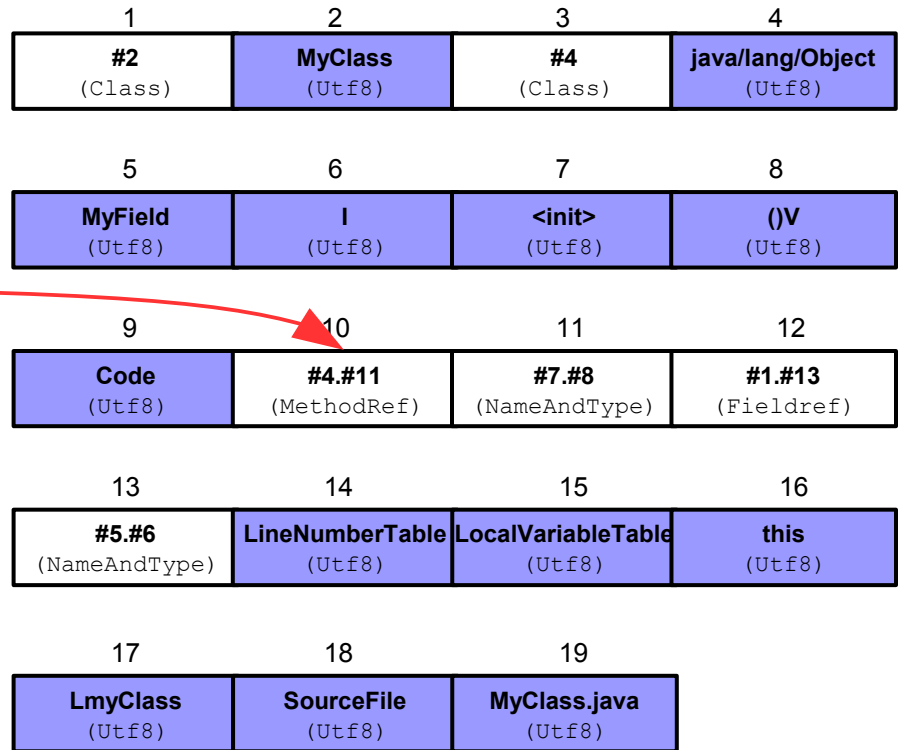 1 2 3 4
#2 MyClass #4 java/lang/Object
(Class) (Utf8) (Class) (Utf8)
5 6 7 8
MyField I <init> ()V
(Utf8) (Utf8) (Utf8) (Utf8)
9 10 11 12
Code #4.#11 #7.#8 #1.#13
(Utf8) (MethodRef) (NameAndType) (Fieldref)
13 14 15 16
#5.#6 LineNumberTable LocalVariableTable this
(NameAndType) (Utf8) (Utf8) (Utf8)
17 18 19
LmyClass SourceFile MyClass.java
(Utf8) (Utf8) (Utf8)